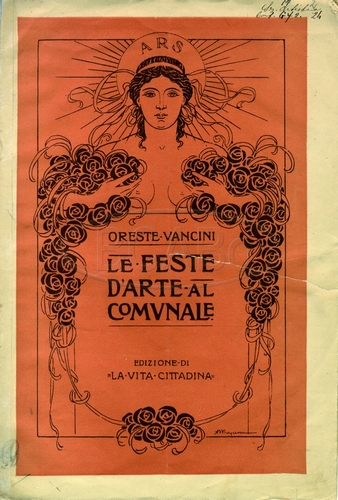 ARS
ORESTE·VANCINI
LE·FESTE
D'ARTE·AL
COMVNALE
EDIZIONE·DI
"LA·VITA·CITTADINA"